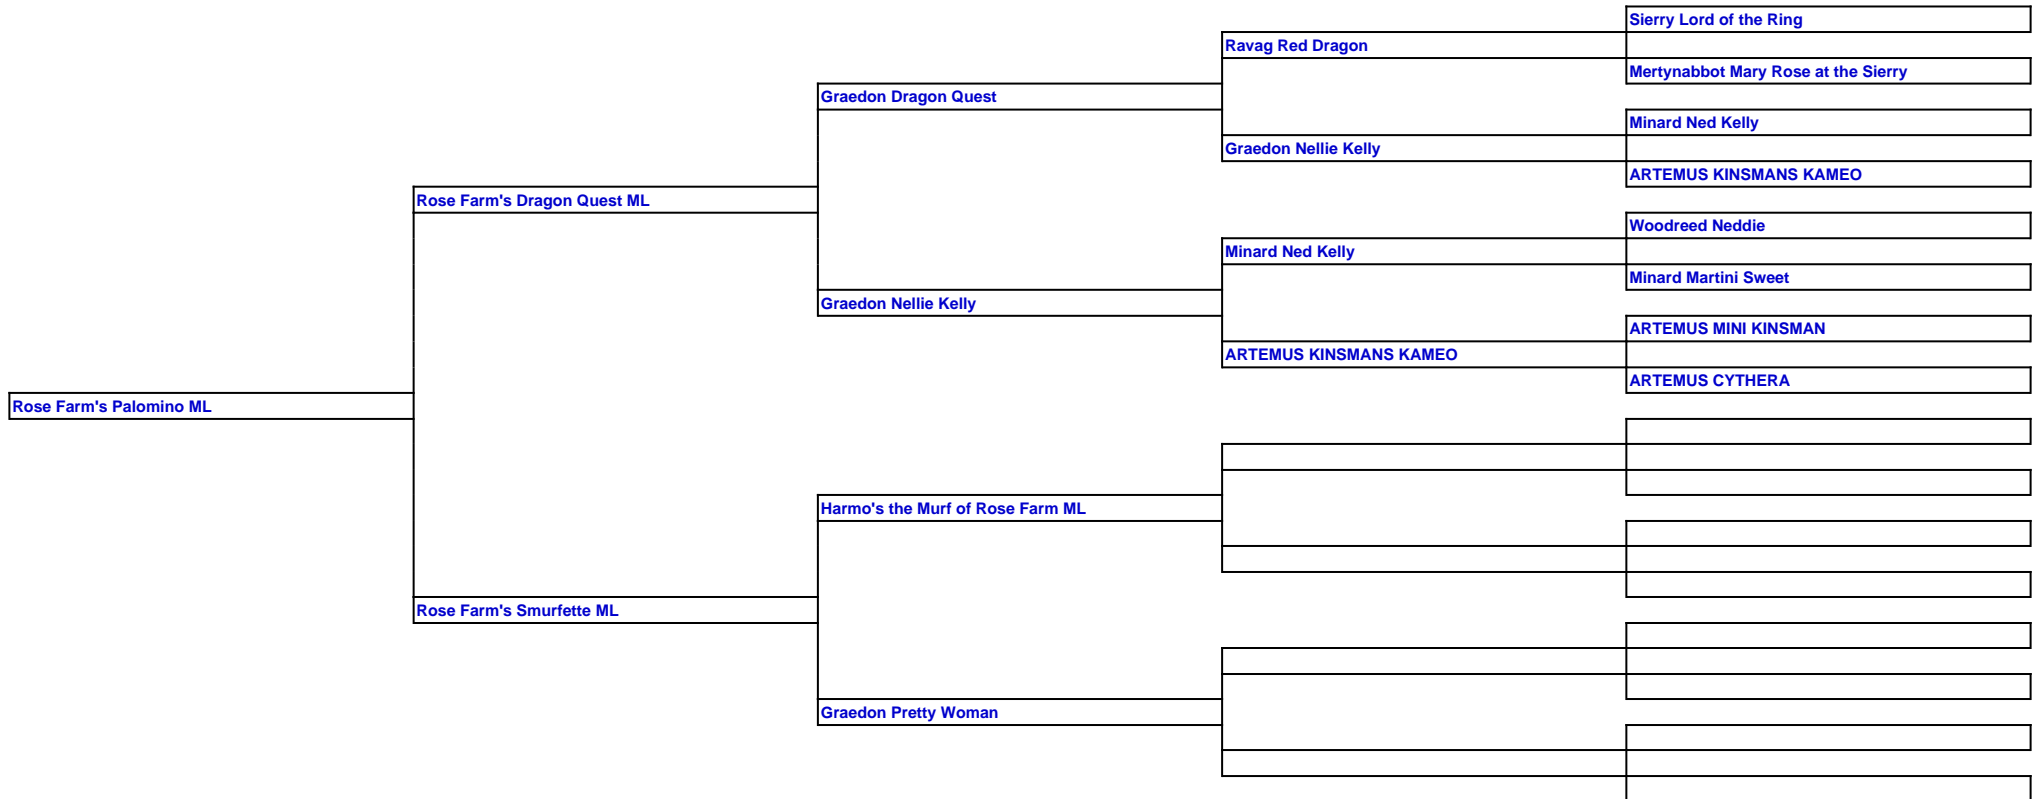 Sierry Lord of the Ring
Ravag Red Dragon
Mertynabbot Mary Rose at the Sierry
Graedon Dragon Quest
Minard Ned Kelly
Graedon Nellie Kelly
ARTEMUS KINSMANS KAMEO
Rose Farm's Dragon Quest ML
Woodreed Neddie
Minard Ned Kelly
Minard Martini Sweet
Graedon Nellie Kelly
ARTEMUS MINI KINSMAN
ARTEMUS KINSMANS KAMEO
ARTEMUS CYTHERA
Rose Farm's Palomino ML
Harmo's the Murf of Rose Farm ML
Rose Farm's Smurfette ML
Graedon Pretty Woman